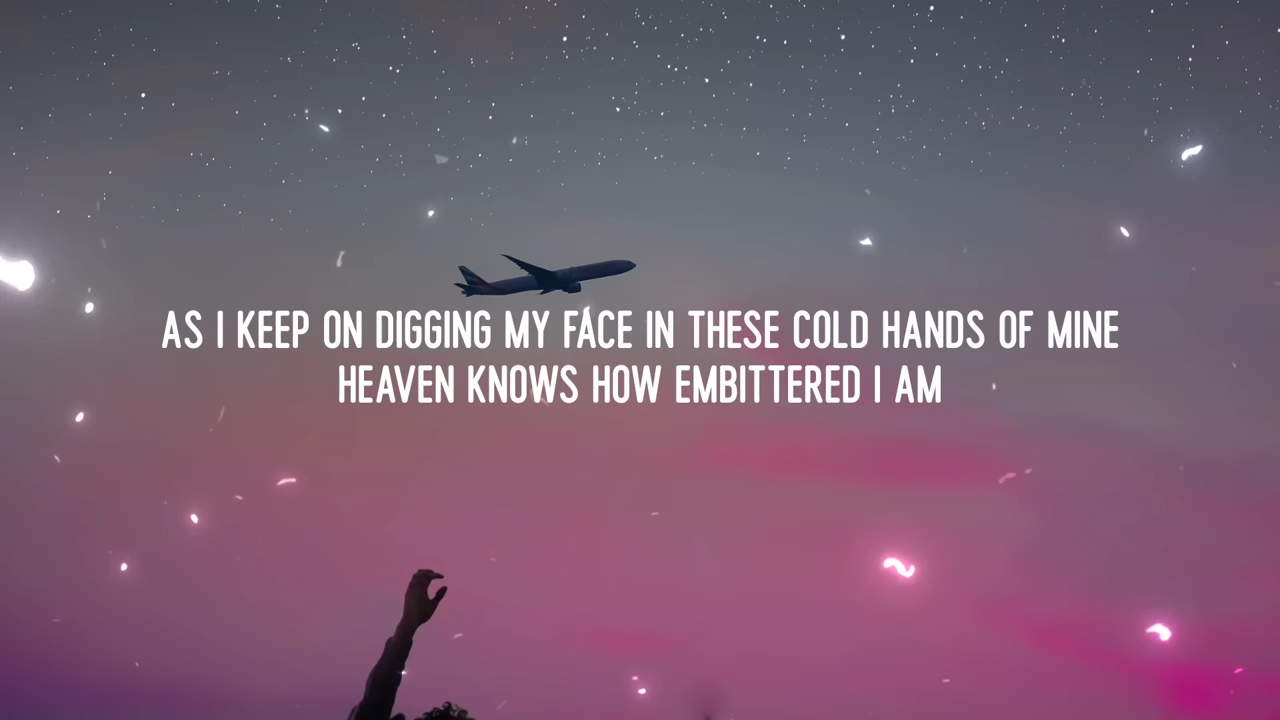 AS I KEEP ON DIGGING MY FACE IN THESE COLD HANDS OF MINE
HEAVEN KNOWS HOW EMBITTERED I AM